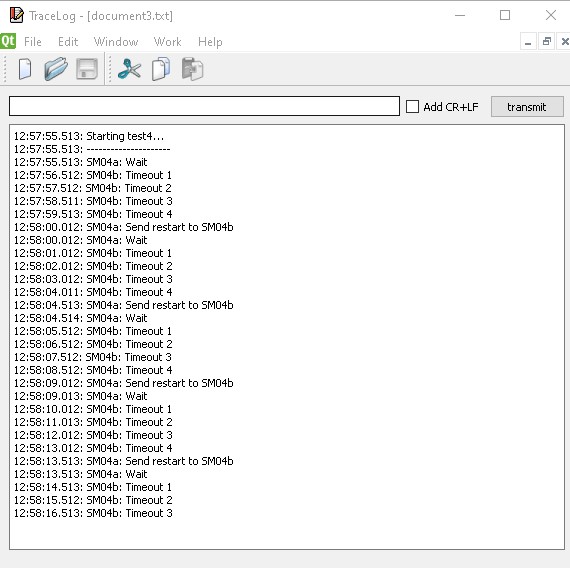 TraceLog - [document3.txt]
Qt File Edit Window Work Help
Add CR+LF transmit
12:57:55.513: Starting test4...
12:57:55.513: ---------------------
12:57:55.513: SM04a: Wait
12:57:56.512: SM04b: Timeout 1
12:57:57.512: SM04b: Timeout 2
12:57:58.511: SM04b: Timeout 3
12:57:59.513: SM04b: Timeout 4
12:58:00.012: SM04a: Send restart to SM04b
12:58:00.012: SM04a: Wait
12:58:01.012: SM04b: Timeout 1
12:58:02.012: SM04b: Timeout 2
12:58:03.012: SM04b: Timeout 3
12:58:04.011: SM04b: Timeout 4
12:58:04.513: SM04a: Send restart to SM04b
12:58:04.514: SM04a: Wait
12:58:05.512: SM04b: Timeout 1
12:58:06.512: SM04b: Timeout 2
12:58:07.512: SM04b: Timeout 3
12:58:08.512: SM04b: Timeout 4
12:58:09.012: SM04a: Send restart to SM04b
12:58:09.013: SM04a: Wait
12:58:10.012: SM04b: Timeout 1
12:58:11.013: SM04b: Timeout 2
12:58:12.012: SM04b: Timeout 3
12:58:13.012: SM04b: Timeout 4
12:58:13.513: SM04a: Send restart to SM04b
12:58:13.513: SM04a: Wait
12:58:14.513: SM04b: Timeout 1
12:58:15.512: SM04b: Timeout 2
12:58:16.513: SM04b: Timeout 3